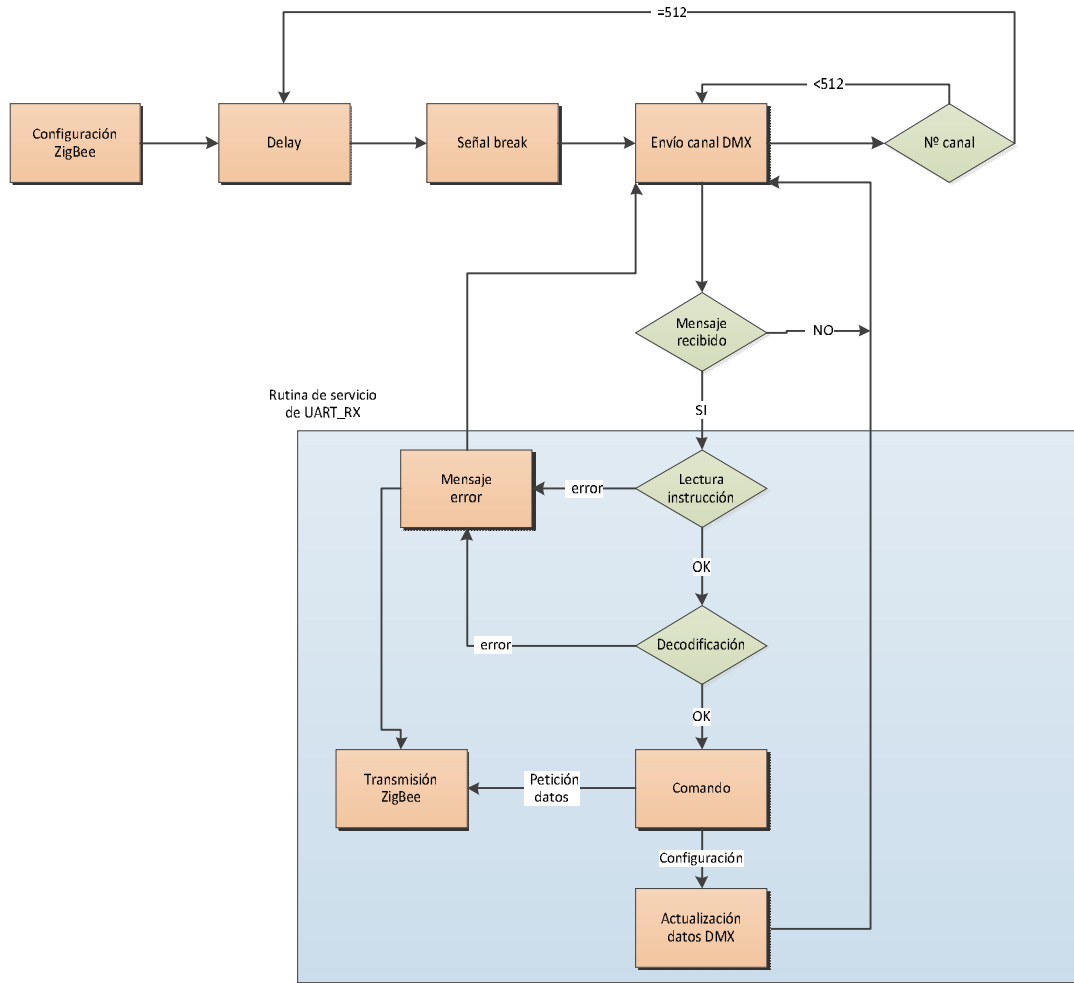 =512
<512
Configuración
ZigBee
Delay
Señal break
Envío canal DMX
Nº canal
Mensaje
recibido
NO
SI
Rutina de servicio
de UART_RX
Mensaje
error
error
Lectura
instrucción
OK
error
Decodificación
OK
Transmisión
ZigBee
Petición
datos
Comando
Configuración
Actualización
datos DMX